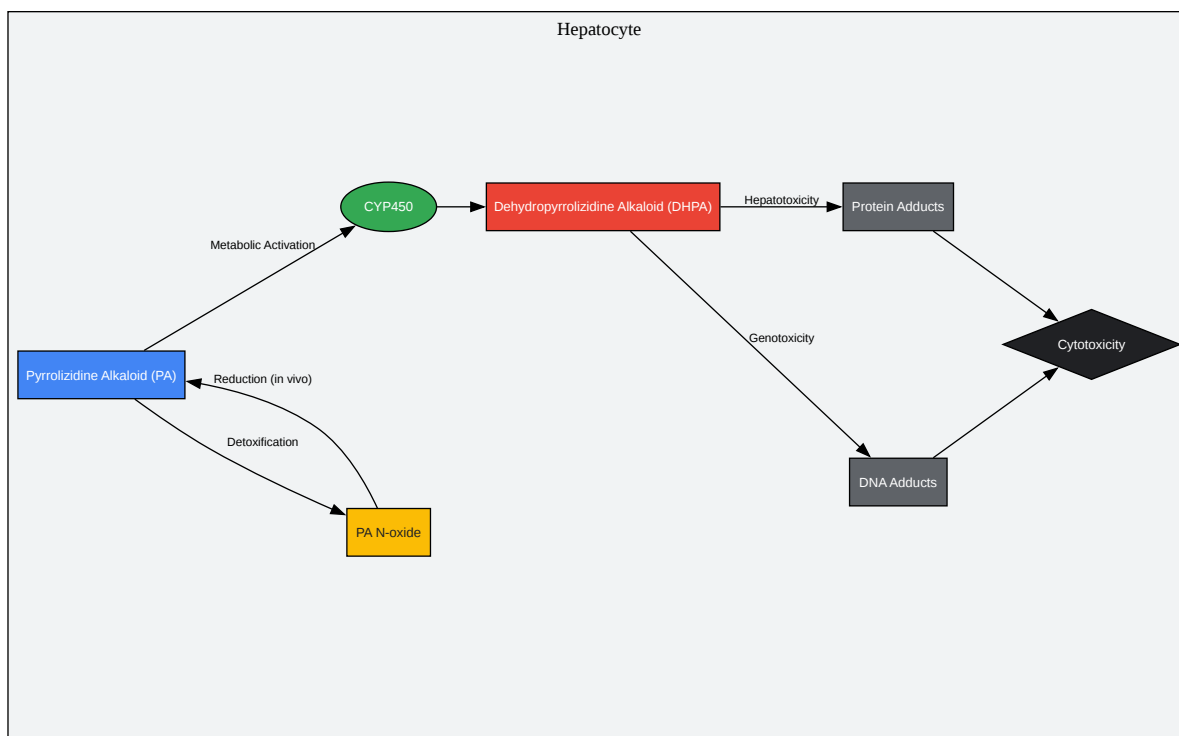 Hepatocyte
CYP450
Dehydropyrrolizidine Alkaloid (DHPA)
Hepatotoxicity
Protein Adducts
Metabolic Activation
Genotoxicity
Cytotoxicity
Pyrrolizidine Alkaloid (PA)
Reduction (in vivo)
Detoxification
DNA Adducts
PA N-oxide